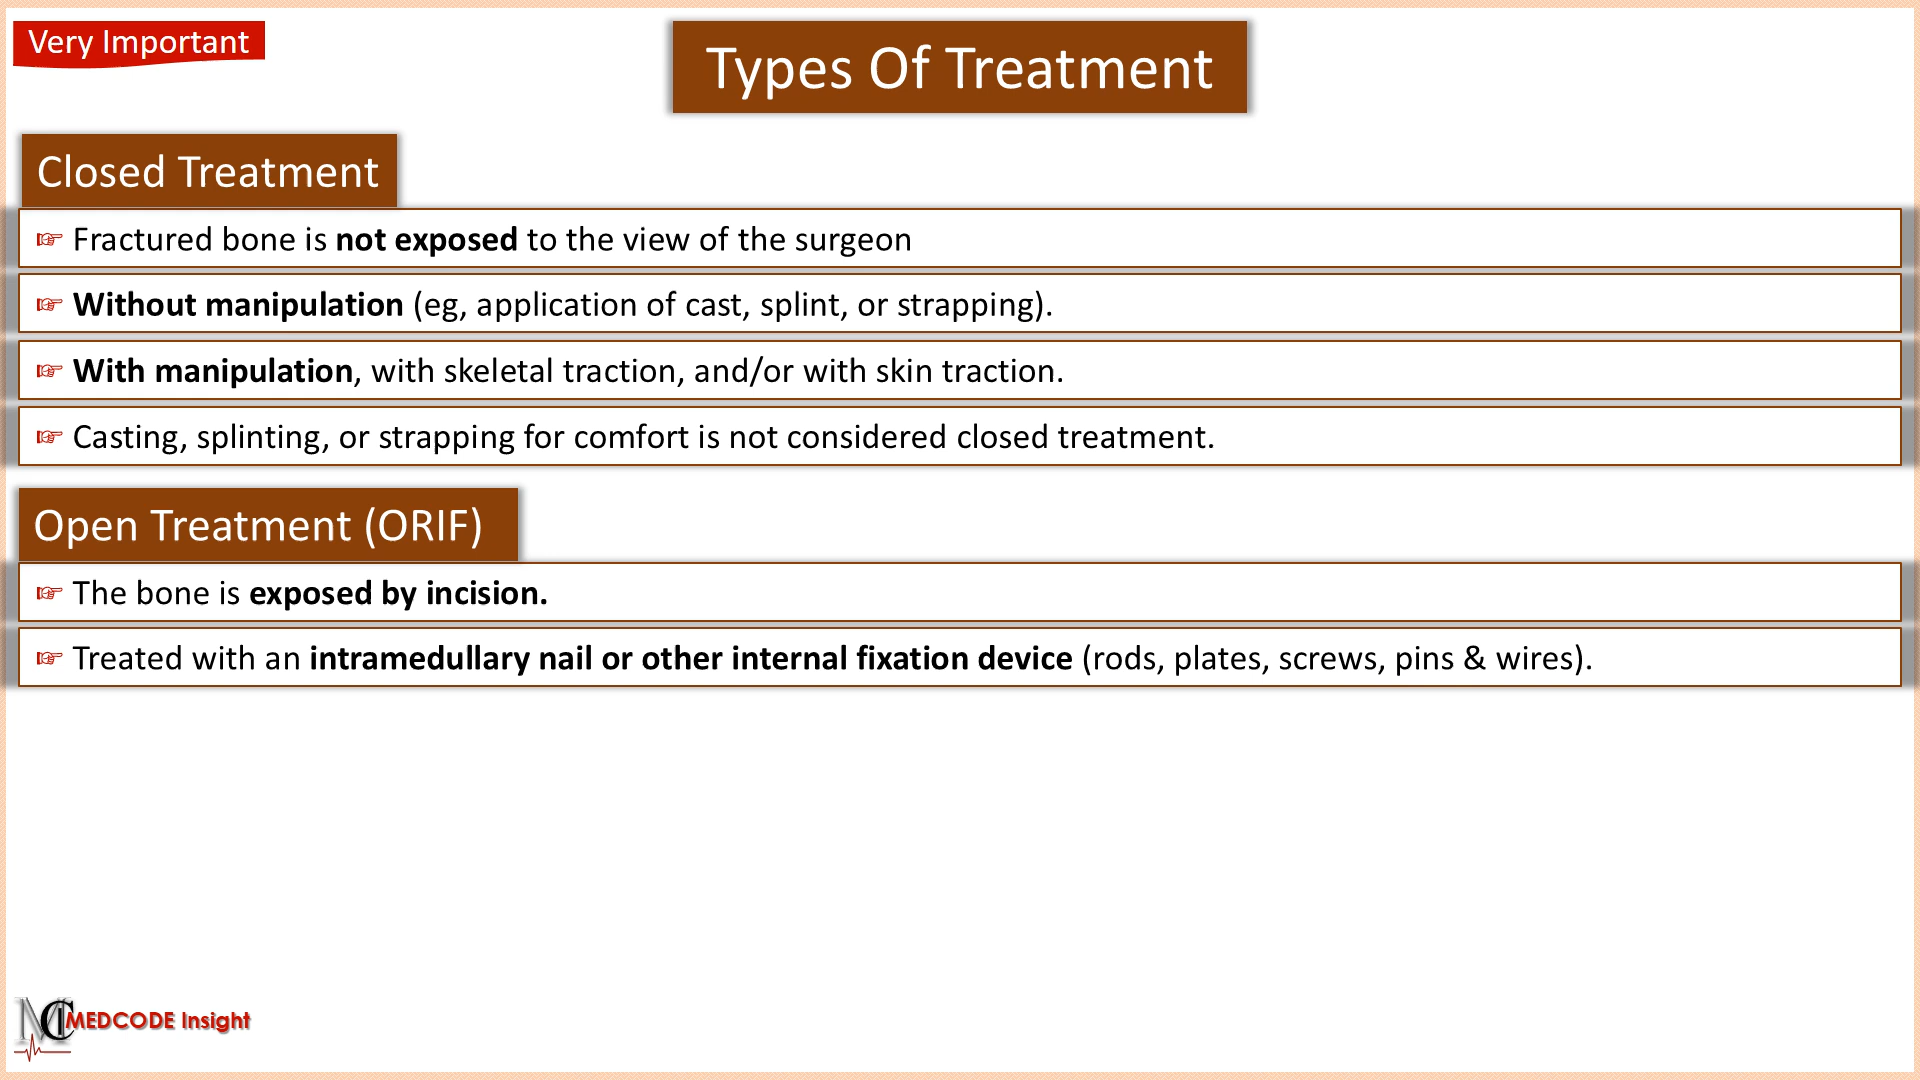 Very Important
Types Of Treatment
Closed Treatment
☞ Fractured bone is not exposed to the view of the surgeon
☞ Without manipulation (eg, application of cast, splint, or strapping).
☞ With manipulation, with skeletal traction, and/or with skin traction.
☞ Casting, splinting, or strapping for comfort is not considered closed treatment.
Open Treatment (ORIF)
☞ The bone is exposed by incision.
☞ Treated with an intramedullary nail or other internal fixation device (rods, plates, screws, pins & wires).
MCI MEDCODE Insight